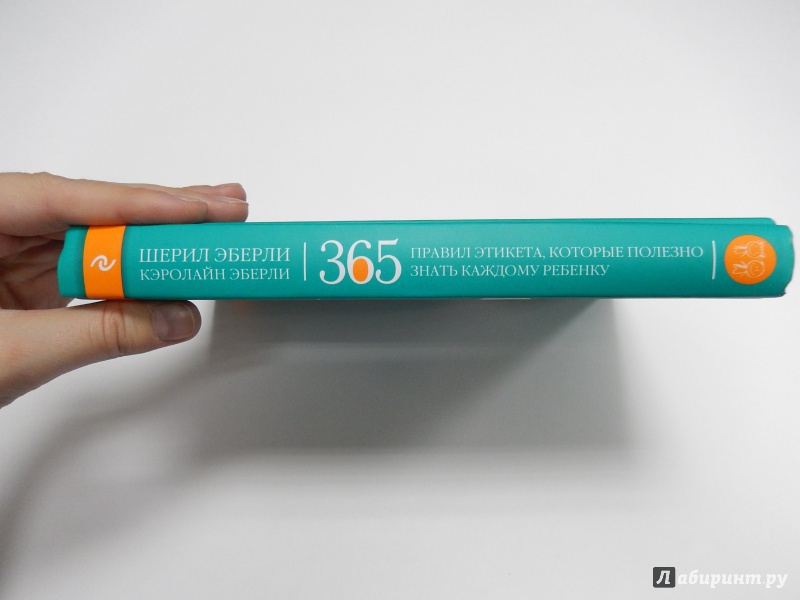 ШЕРИЛ ЭБЕРЛИ
КЭРОЛАЙН ЭБЕРЛИ
365
ПРАВИЛ ЭТИКЕТА, КОТОРЫЕ ПОЛЕЗНО
ЗНАТЬ КАЖДОМУ РЕБЕНКУ
Лабиринт.ру